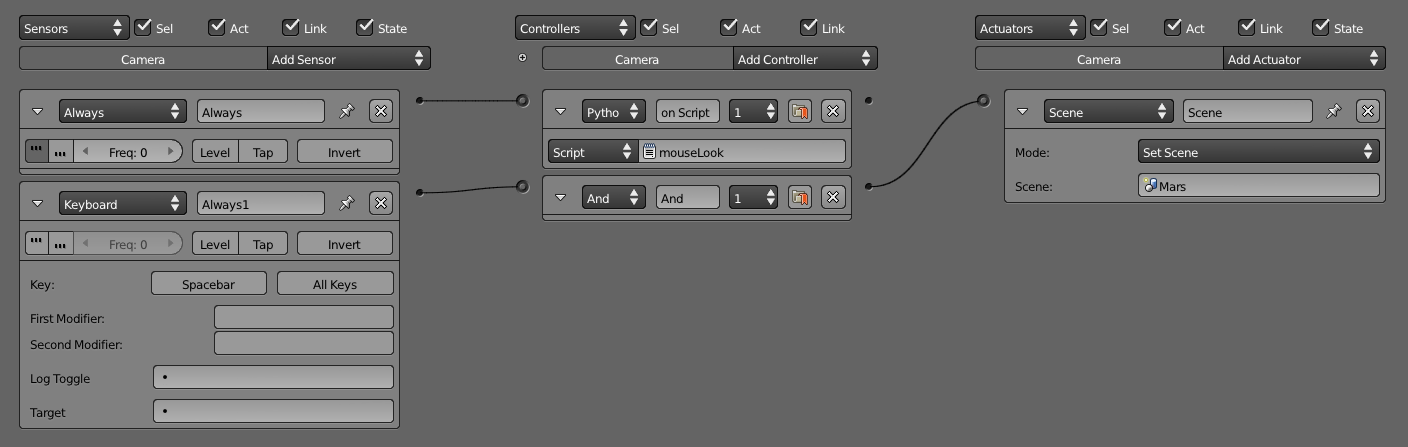 Sensors Sel Act Link State Controllers Sel Act Link Actuators Sel Act Link State
Camera Add Sensor Camera Add Controller Camera Add Actuator
Always Always Pytho on Script 1 Scene Scene
Freq: 0 Level Tap Invert Script mouseLook Mode: Set Scene
Keyboard Always1 And And 1 Scene: Mars
Freq: 0 Level Tap Invert
Key: Spacebar All Keys
First Modifier:
Second Modifier:
Log Toggle
Target